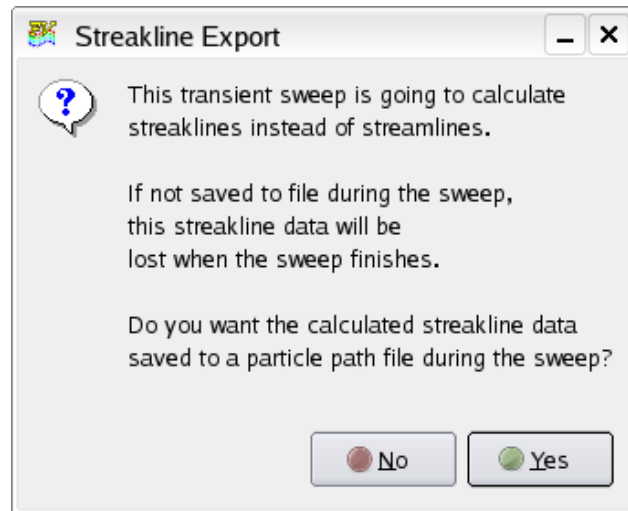 Streakline Export
This transient sweep is going to calculate
streaklines instead of streamlines.
If not saved to file during the sweep,
this streakline data will be
lost when the sweep finishes.
Do you want the calculated streakline data
saved to a particle path file during the sweep?
No
Yes